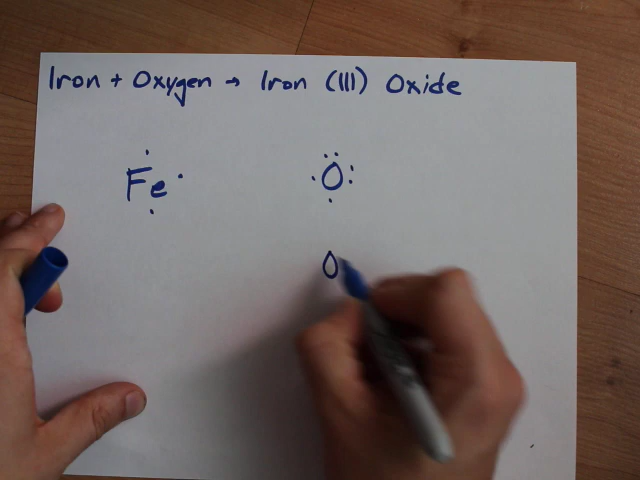 Iron + Oxygen → Iron (III) Oxide
Fe O
O